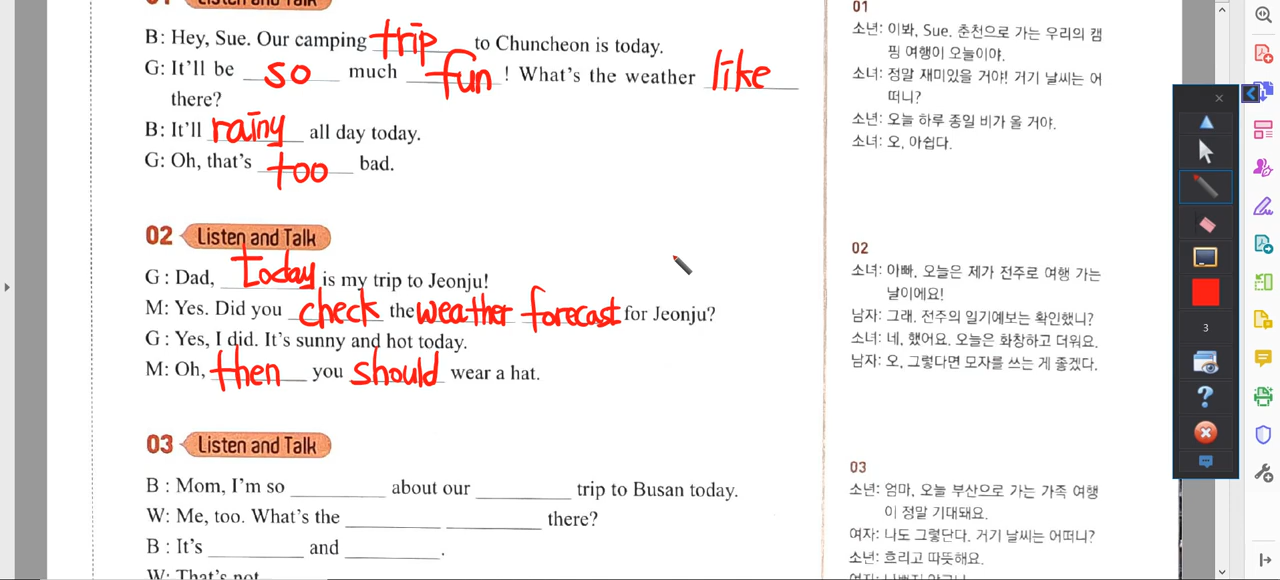 01 Listen and Talk
B: Hey, Sue. Our camping trip to Chuncheon is today.
G: It'll be so much fun ! What's the weather like
there?
B: It'll rainy all day today.
G: Oh, that's too bad.
02 Listen and Talk
G : Dad, today is my trip to Jeonju!
M: Yes. Did you check the weather forecast for Jeonju?
G : Yes, I did. It's sunny and hot today.
M: Oh, then you should wear a hat.
03 Listen and Talk
B : Mom, I'm so ________ about our ________ trip to Busan today.
W: Me, too. What's the ________ ________ there?
B : It's ________ and ________.
W: That's not
01
소년: 이봐, Sue. 춘천으로 가는 우리의 캠
핑 여행이 오늘이야.
소녀: 정말 재미있을 거야! 거기 날씨는 어
떠니?
소년: 오늘 하루 종일 비가 올 거야.
소녀: 오, 아쉽다.
02
소녀: 아빠, 오늘은 제가 전주로 여행 가는
날이에요!
남자: 그래. 전주의 일기예보는 확인했니?
소녀: 네, 했어요. 오늘은 화창하고 더워요.
남자: 오, 그렇다면 모자를 쓰는 게 좋겠다.
03
소년: 엄마, 오늘 부산으로 가는 가족 여행
이 정말 기대돼요.
여자: 나도 그렇단다. 거기 날씨는 어떠니?
소년: 흐리고 따뜻해요.
3